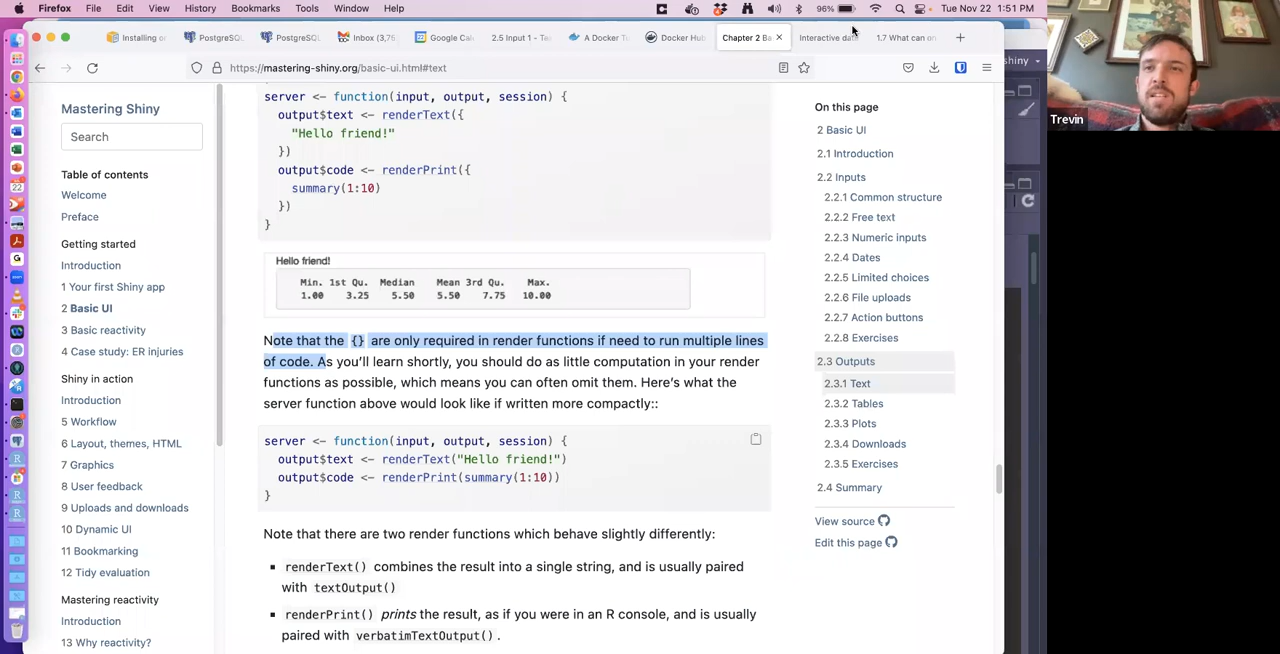 Firefox File Edit View History Bookmarks Tools Window Help 96% Tue Nov 22 1:51 PM
Installing or PostgreSQL PostgreSQL Inbox (3,75 Google Cal 2.5 Input 1 - Te A Docker Tu Docker Hub Chapter 2 Ba Interactive data 1.7 What can
https://mastering-shiny.org/basic-ui.html#text
shiny
Trevin
Mastering Shiny
Search
Table of contents
Welcome
Preface
Getting started
Introduction
1 Your first Shiny app
2 Basic UI
3 Basic reactivity
4 Case study: ER injuries
Shiny in action
Introduction
5 Workflow
6 Layout, themes, HTML
7 Graphics
8 User feedback
9 Uploads and downloads
10 Dynamic UI
11 Bookmarking
12 Tidy evaluation
Mastering reactivity
Introduction
13 Why reactivity?
server <- function(input, output, session) {
output$text <- renderText({
"Hello friend!"
})
output$code <- renderPrint({
summary(1:10)
})
}
Hello friend!
Min. 1st Qu. Median Mean 3rd Qu. Max.
1.00 3.25 5.50 5.50 7.75 10.00
Note that the {} are only required in render functions if need to run multiple lines
of code. As you’ll learn shortly, you should do as little computation in your render
functions as possible, which means you can often omit them. Here’s what the
server function above would look like if written more compactly::
server <- function(input, output, session) {
output$text <- renderText("Hello friend!")
output$code <- renderPrint(summary(1:10))
}
Note that there are two render functions which behave slightly differently:
renderText() combines the result into a single string, and is usually paired
with textOutput()
renderPrint() prints the result, as if you were in an R console, and is usually
paired with verbatimTextOutput().
On this page
2 Basic UI
2.1 Introduction
2.2 Inputs
2.2.1 Common structure
2.2.2 Free text
2.2.3 Numeric inputs
2.2.4 Dates
2.2.5 Limited choices
2.2.6 File uploads
2.2.7 Action buttons
2.2.8 Exercises
2.3 Outputs
2.3.1 Text
2.3.2 Tables
2.3.3 Plots
2.3.4 Downloads
2.3.5 Exercises
2.4 Summary
View source
Edit this page